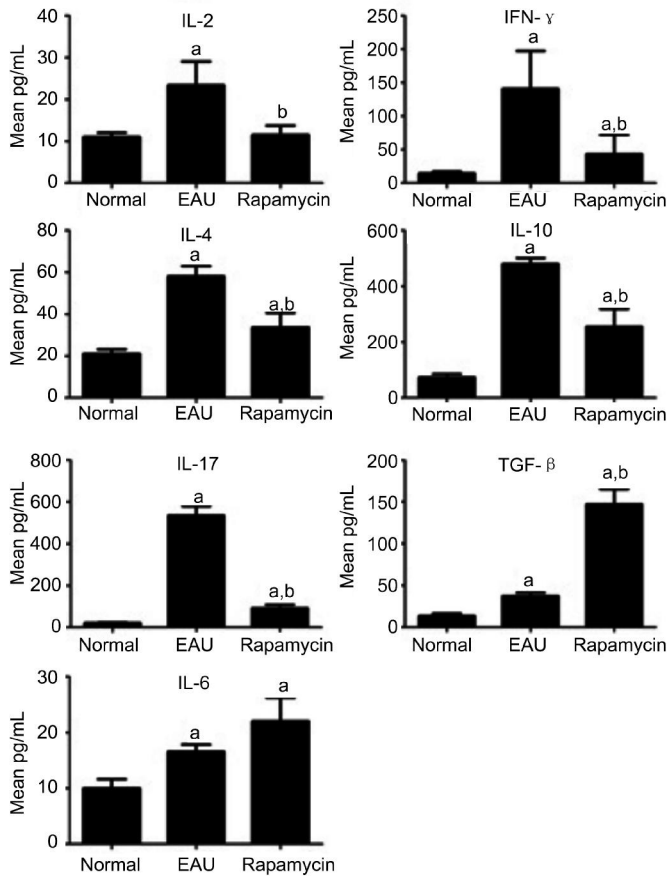 IL-2
Mean pg/mL
40
30
20
10
0
a
b
Normal EAU Rapamycin
IFN- γ
Mean pg/mL
250
200
150
100
50
0
a
a,b
Normal EAU Rapamycin
IL-4
Mean pg/mL
80
60
40
20
0
a
a,b
Normal EAU Rapamycin
IL-10
Mean pg/mL
600
400
200
0
a
a,b
Normal EAU Rapamycin
IL-17
Mean pg/mL
800
600
400
200
0
a
a,b
Normal EAU Rapamycin
TGF- β
Mean pg/mL
200
150
100
50
0
a
a,b
Normal EAU Rapamycin
IL-6
Mean pg/mL
30
20
10
0
a
a
Normal EAU Rapamycin